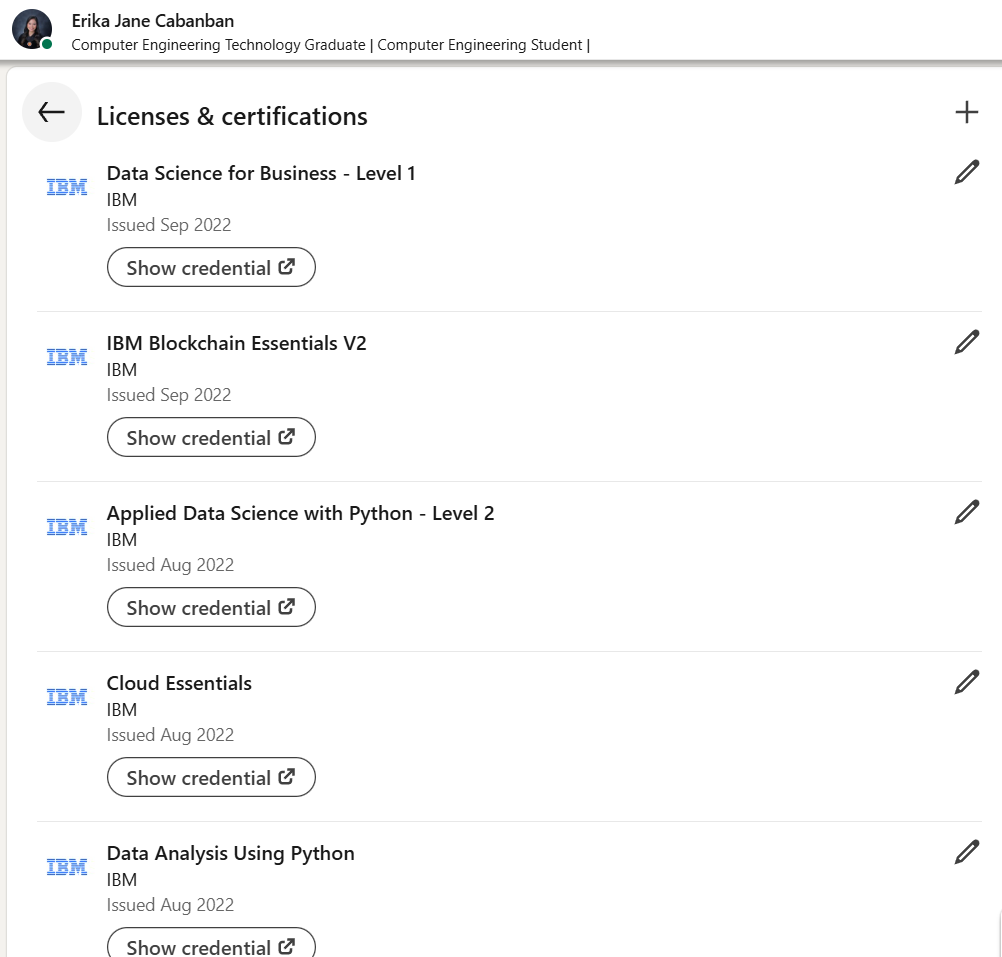 Erika Jane Cabanban
Computer Engineering Technology Graduate | Computer Engineering Student |
Licenses & certifications
IBM
Data Science for Business - Level 1
IBM
Issued Sep 2022
Show credential
IBM
IBM Blockchain Essentials V2
IBM
Issued Sep 2022
Show credential
IBM
Applied Data Science with Python - Level 2
IBM
Issued Aug 2022
Show credential
IBM
Cloud Essentials
IBM
Issued Aug 2022
Show credential
IBM
Data Analysis Using Python
IBM
Issued Aug 2022
Show credential